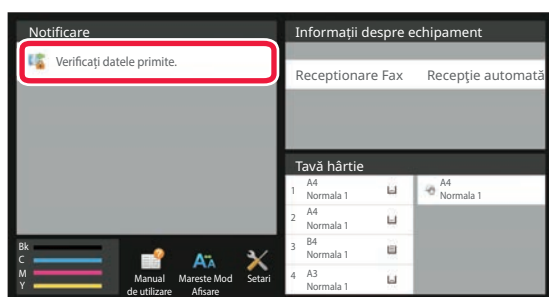 Notificare
Verificați datele primite.
Informații despre echipament
Receptionare Fax Recepţie automată
Tavă hârtie
1 A4
Normala 1
A4
Normala 1
2 A4
Normala 1
3 B4
Normala 1
4 A3
Normala 1
Bk
C
M
Y
Manual
de utilizare
Mareste Mod
Afisare
Setari